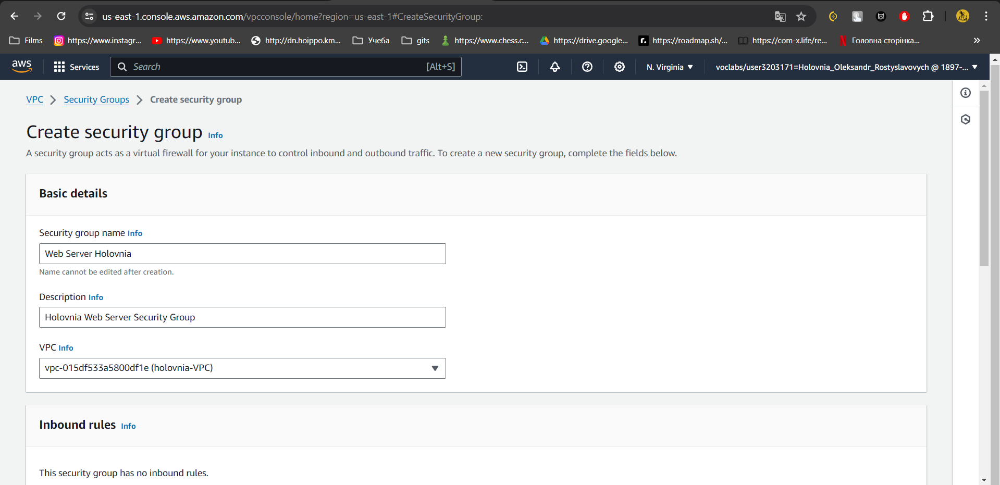 us-east-1.console.aws.amazon.com/vpcconsole/home?region=us-east-1#CreateSecurityGroup:
Films https://www.instagr... https://www.youtub... http://dn.hoippo.km... Учеба gits https://www.chess.c... https://drive.google... https://roadmap.sh/... https://com-x.life/re... Головна сторінка... »
aws Services Search [Alt+S] N. Virginia voclabs/user3203171=Holovnia_Oleksandr_Rostyslavovych @ 1897-...
VPC Security Groups Create security group
Create security group Info
A security group acts as a virtual firewall for your instance to control inbound and outbound traffic. To create a new security group, complete the fields below.
Basic details
Security group name Info
Web Server Holovnia
Name cannot be edited after creation.
Description Info
Holovnia Web Server Security Group
VPC Info
vpc-015df533a5800df1e (holovnia-VPC)
Inbound rules Info
This security group has no inbound rules.